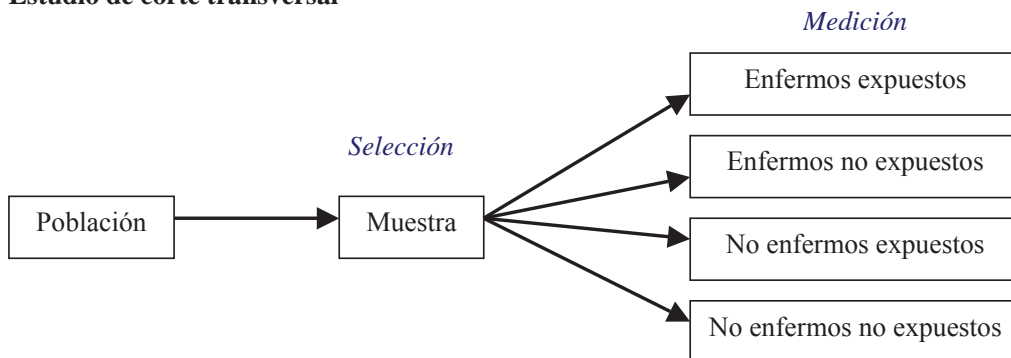 Estudio de corte transversal
Medición
Enfermos expuestos
Selección
Enfermos no expuestos
Población
Muestra
No enfermos expuestos
No enfermos no expuestos